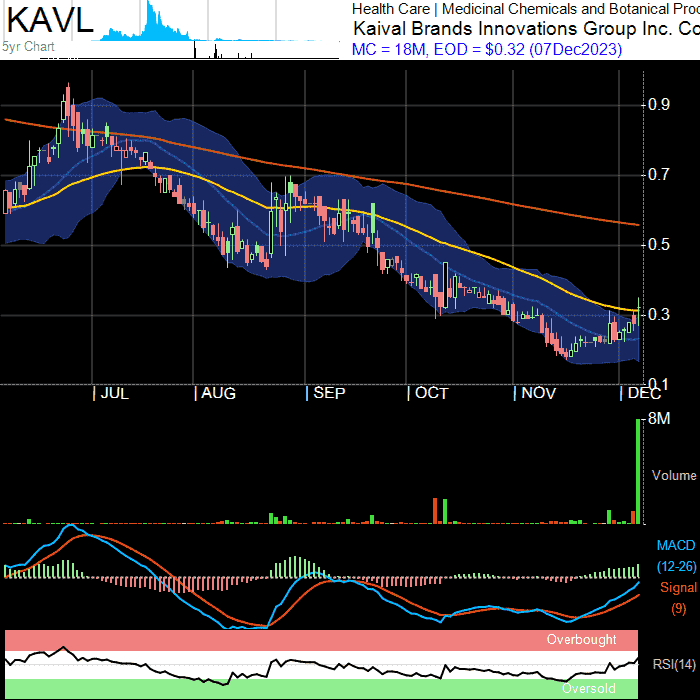 KAVL
5yr Chart
Health Care | Medicinal Chemicals and Botanical Proc
Kaival Brands Innovations Group Inc. Co
MC = 18M, EOD = $0.32 (07Dec2023)
0.9
0.7
0.5
0.3
0.1
| JUL | AUG | SEP | OCT | NOV | DEC
8M
Volume
MACD
(12-26)
Signal
(9)
Overbought
RSI(14)
Oversold